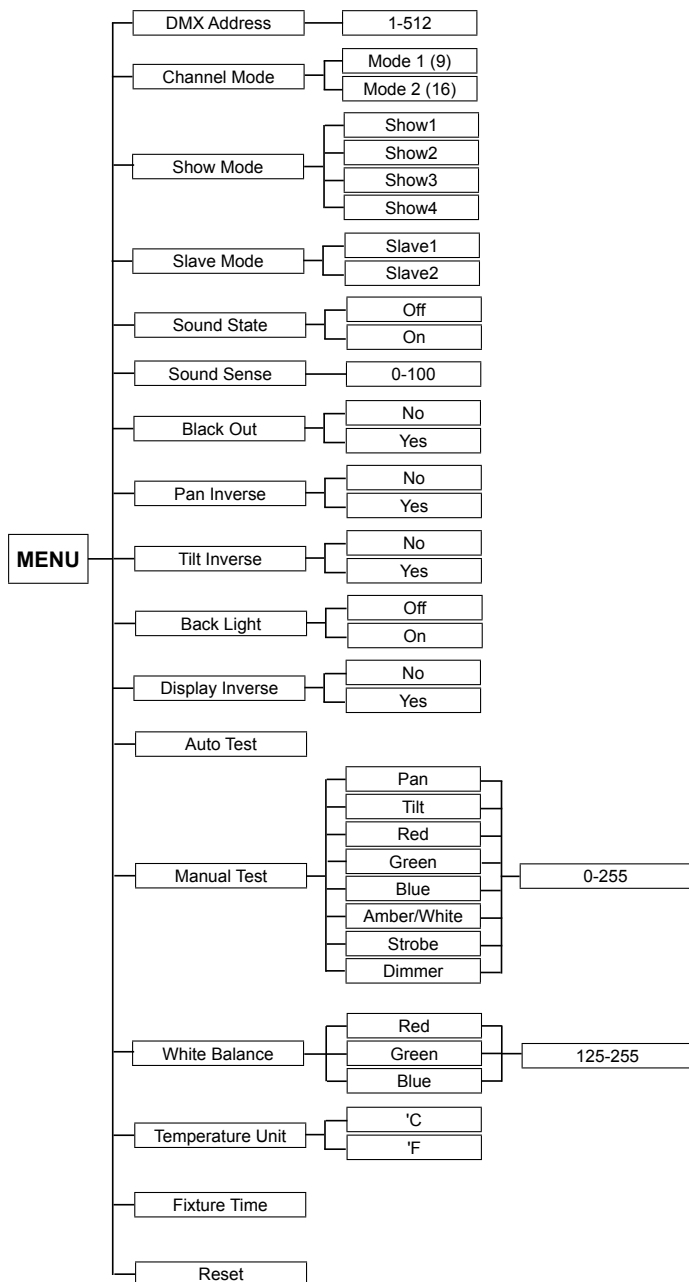 DMX Address
1-512
Channel Mode
Mode 1 (9)
Mode 2 (16)
Show Mode
Show1
Show2
Show3
Show4
Slave Mode
Slave1
Slave2
Sound State
Off
On
Sound Sense
0-100
Black Out
No
Yes
Pan Inverse
No
Yes
MENU
Tilt Inverse
No
Yes
Back Light
Off
On
Display Inverse
No
Yes
Auto Test
Manual Test
Pan
Tilt
Red
Green
Blue
Amber/White
Strobe
Dimmer
0-255
White Balance
Red
Green
Blue
125-255
Temperature Unit
'C
'F
Fixture Time
Reset